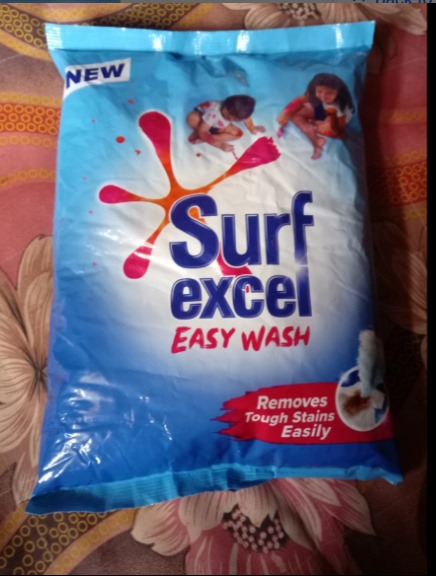 NEW
Surf
excel
EASY WASH
Removes
Tough Stains
Easily